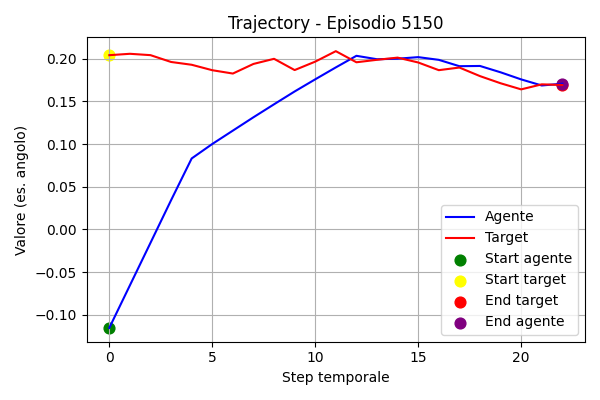 Trajectory - Episodio 5150
Valore (es. angolo)
0.20
0.15
0.10
0.05
0.00
−0.05
−0.10
0
5
10
15
20
Step temporale
Agente
Target
Start agente
Start target
End target
End agente